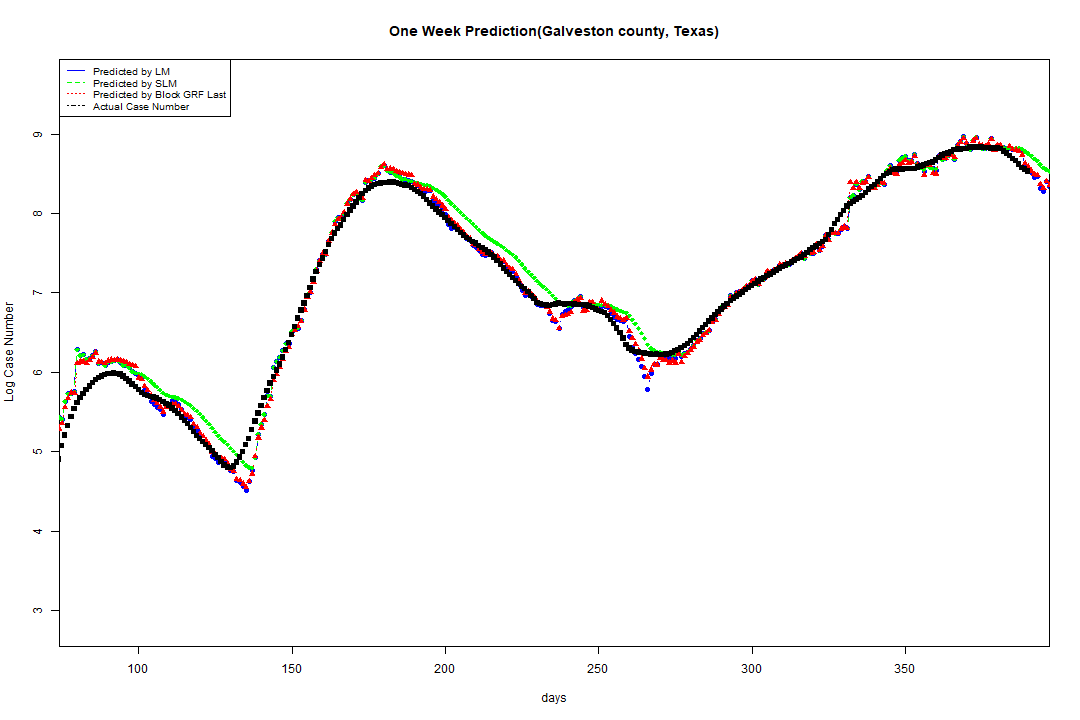 One Week Prediction(Galveston county, Texas)
Predicted by LM
Predicted by SLM
Predicted by Block GRF Last
Actual Case Number
Log Case Number
9
8
7
6
5
4
3
100 150 200 250 300 350
days